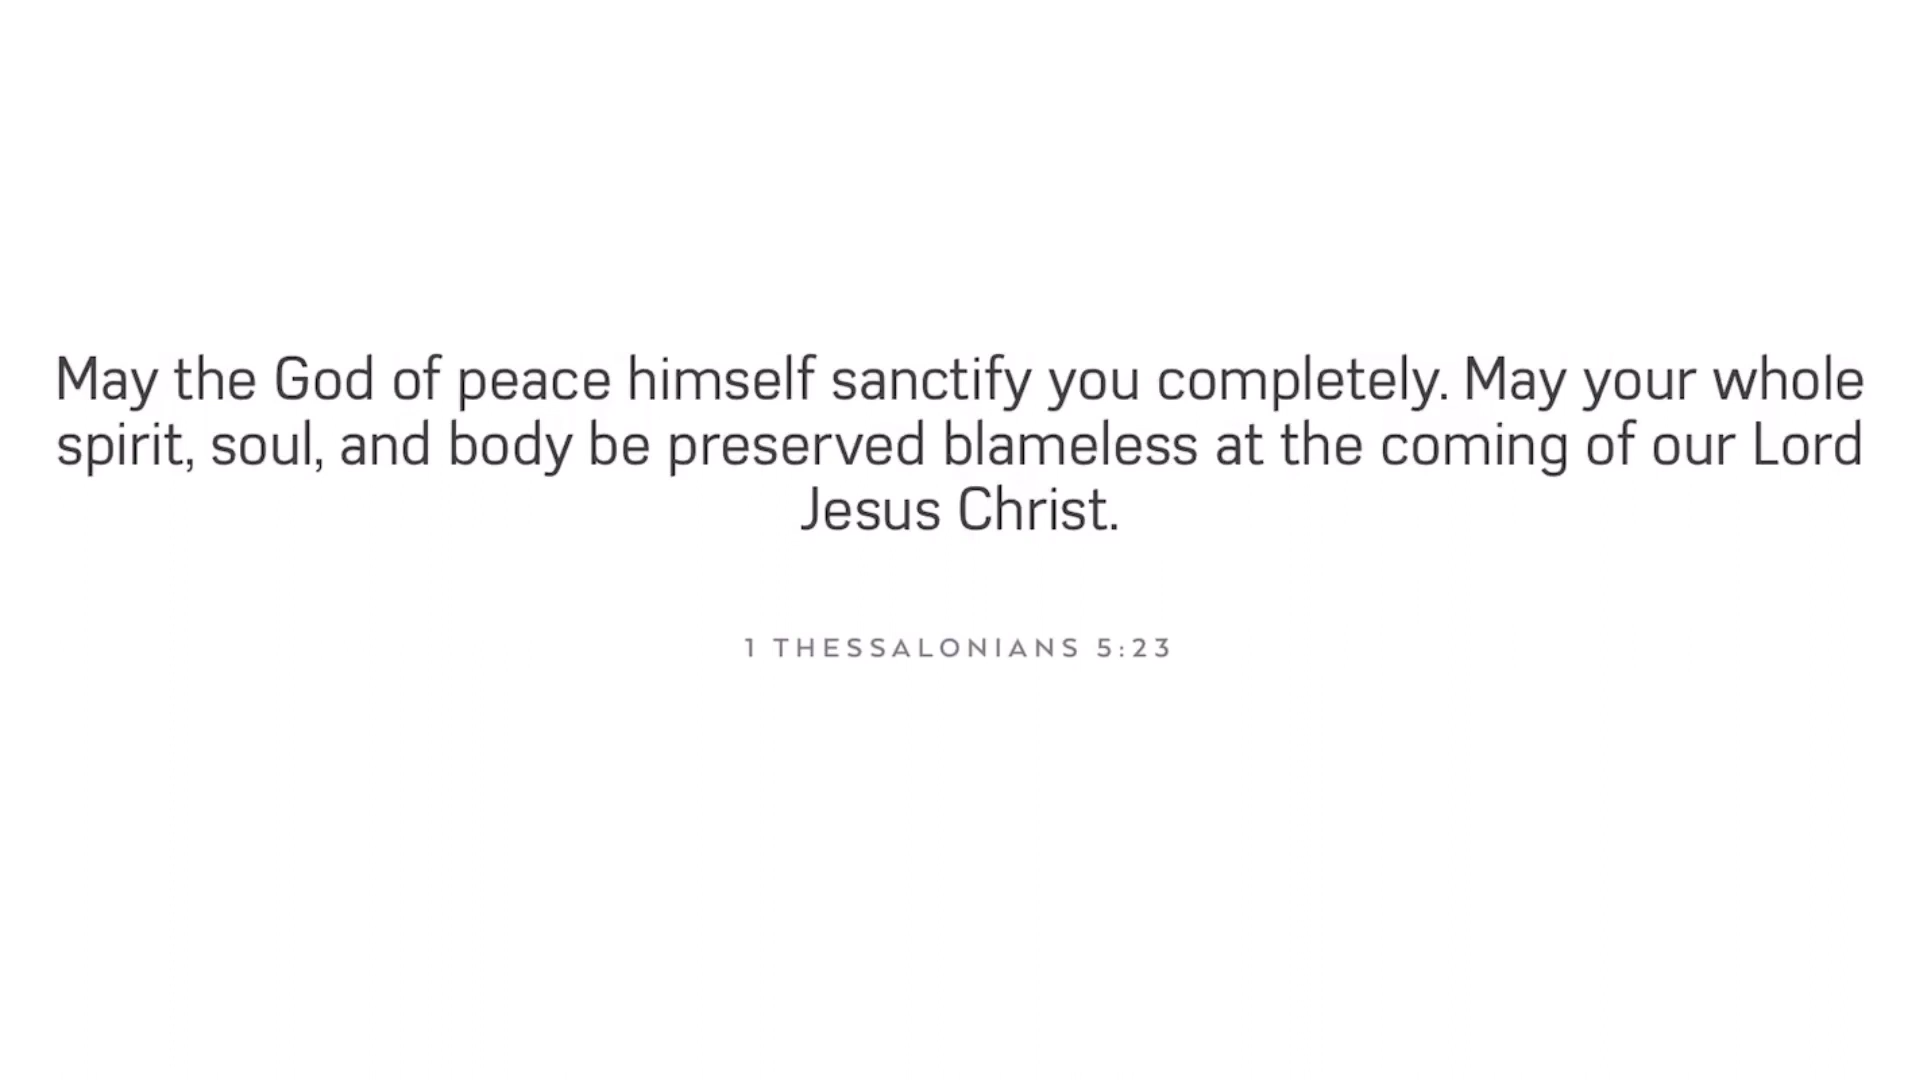 May the God of peace himself sanctify you completely. May your whole
spirit, soul, and body be preserved blameless at the coming of our Lord
Jesus Christ.
1 THESSALONIANS 5:23